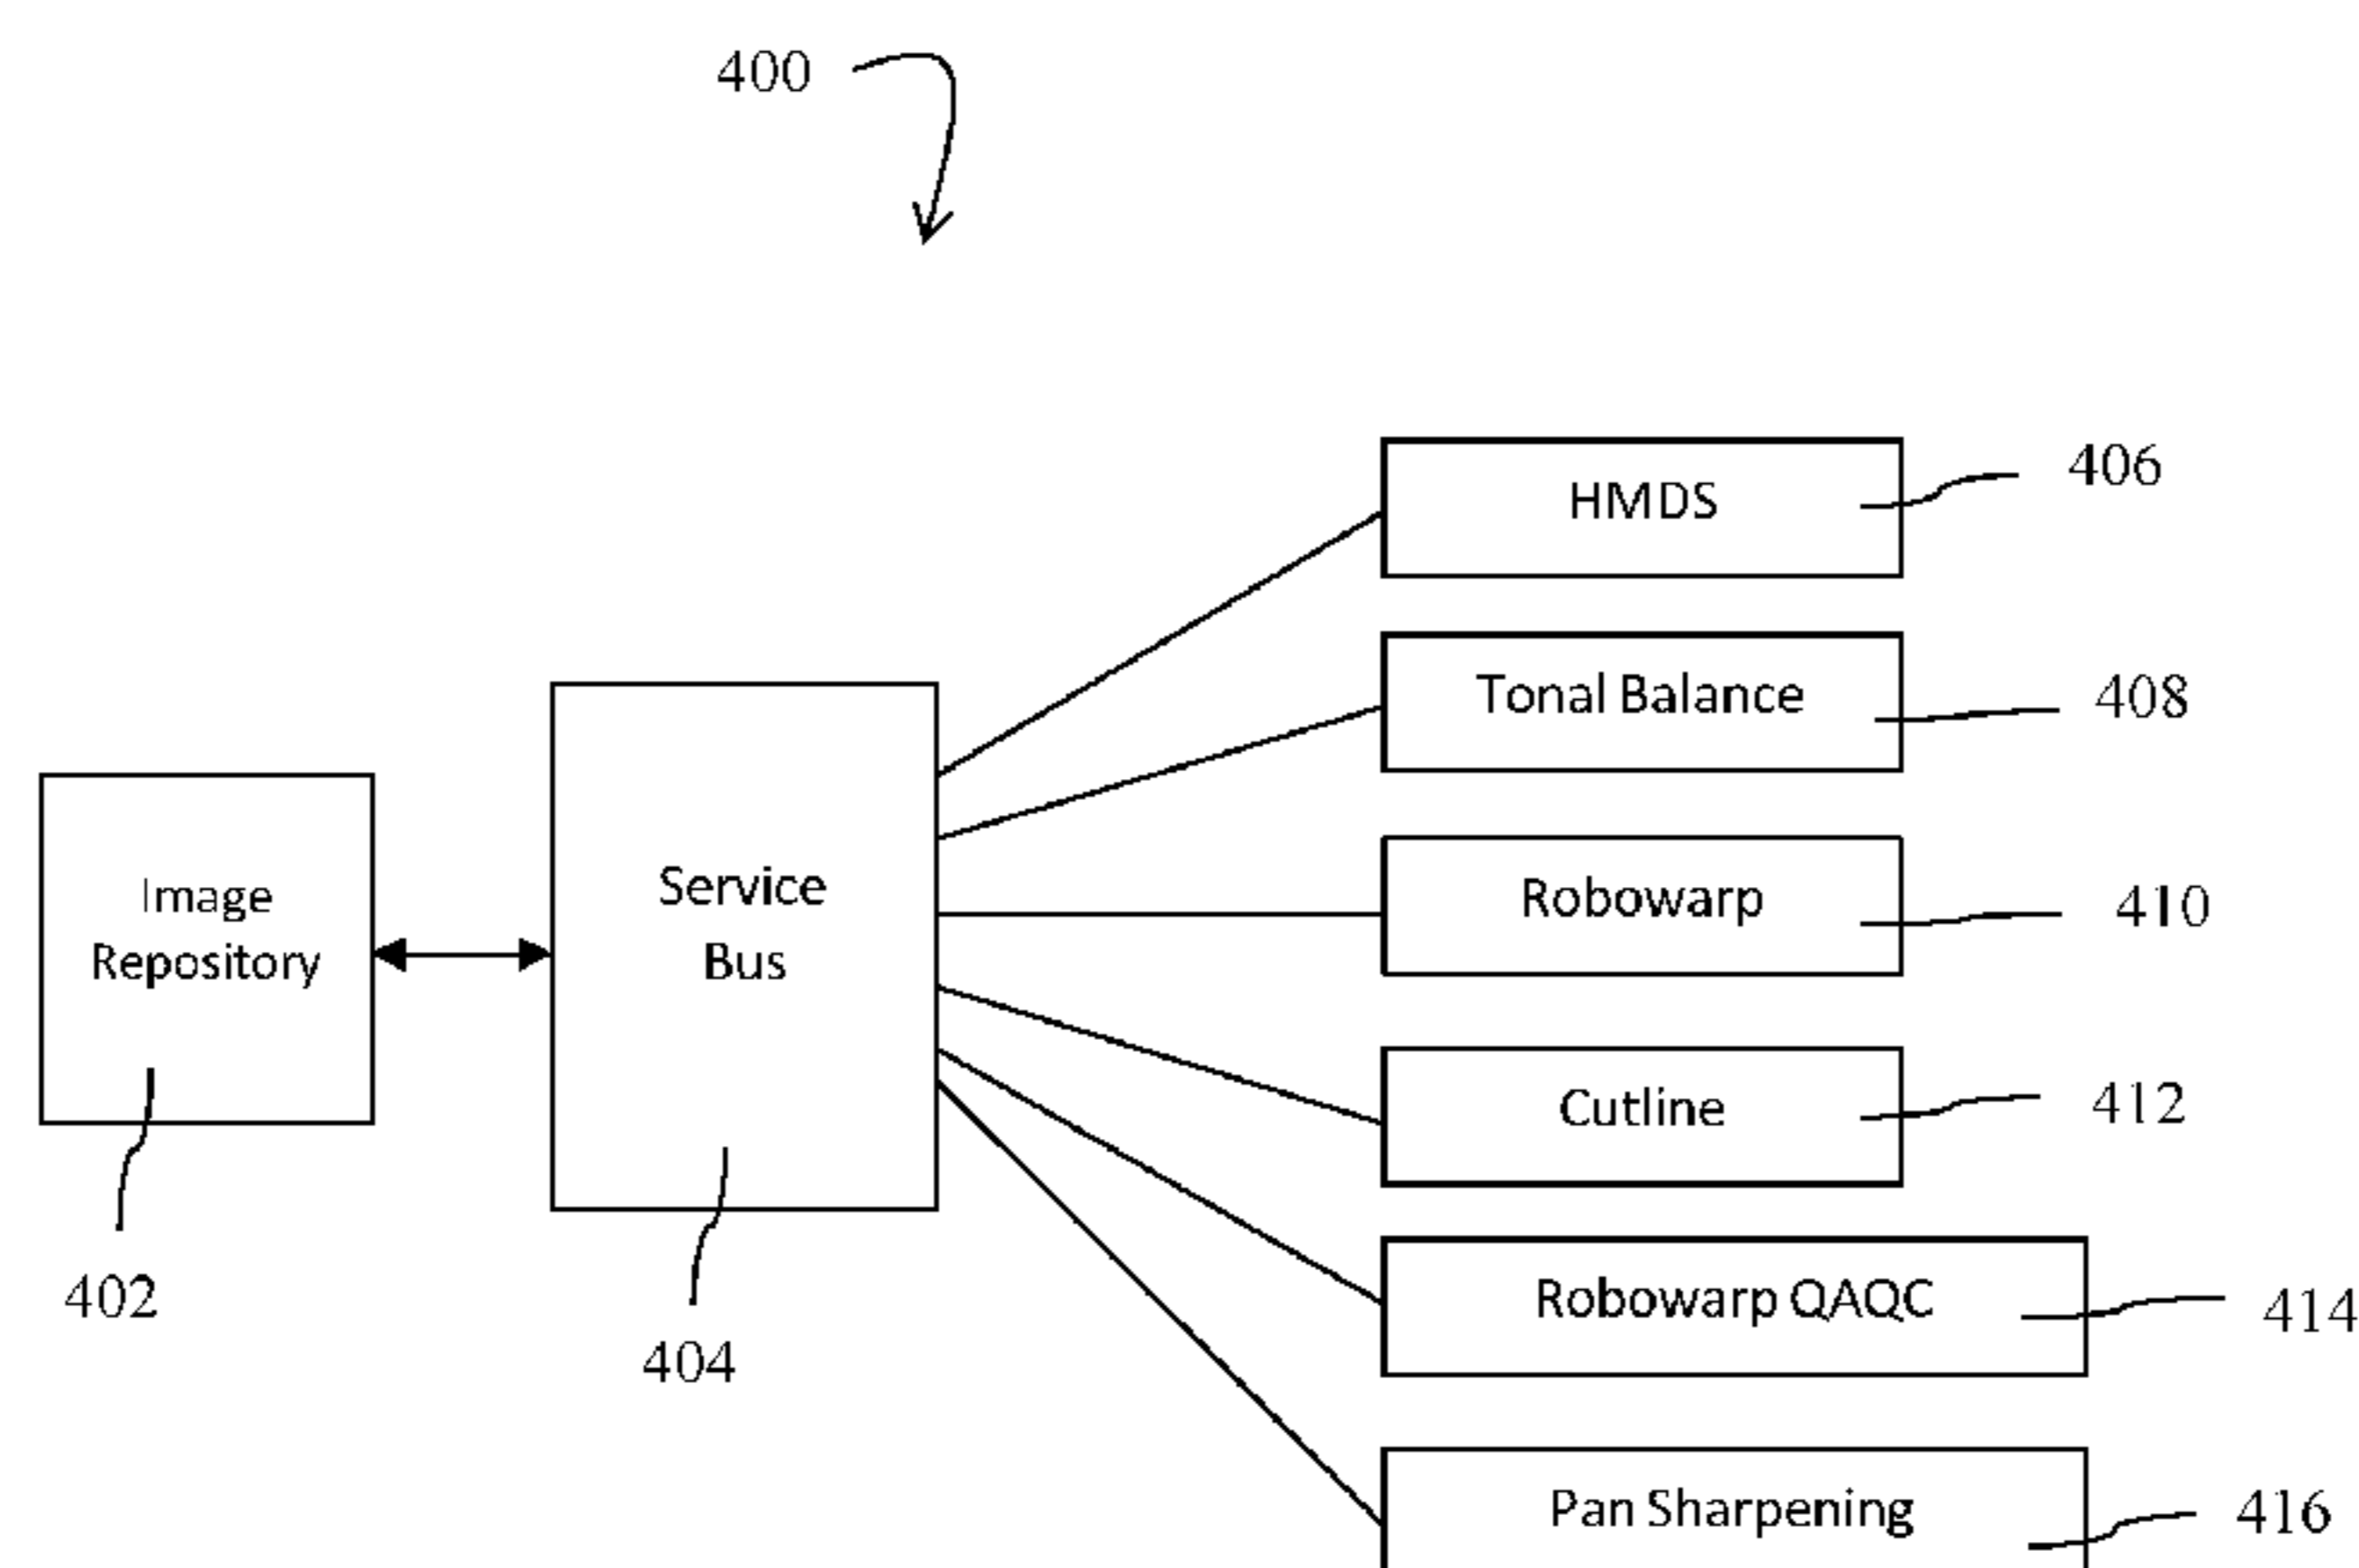 400
HMDS
406
Tonal Balance
408
Image
Repository
Service
Bus
Robowarp
410
Cutline
412
402
404
Robowarp QAQC
414
Pan Sharpening
416